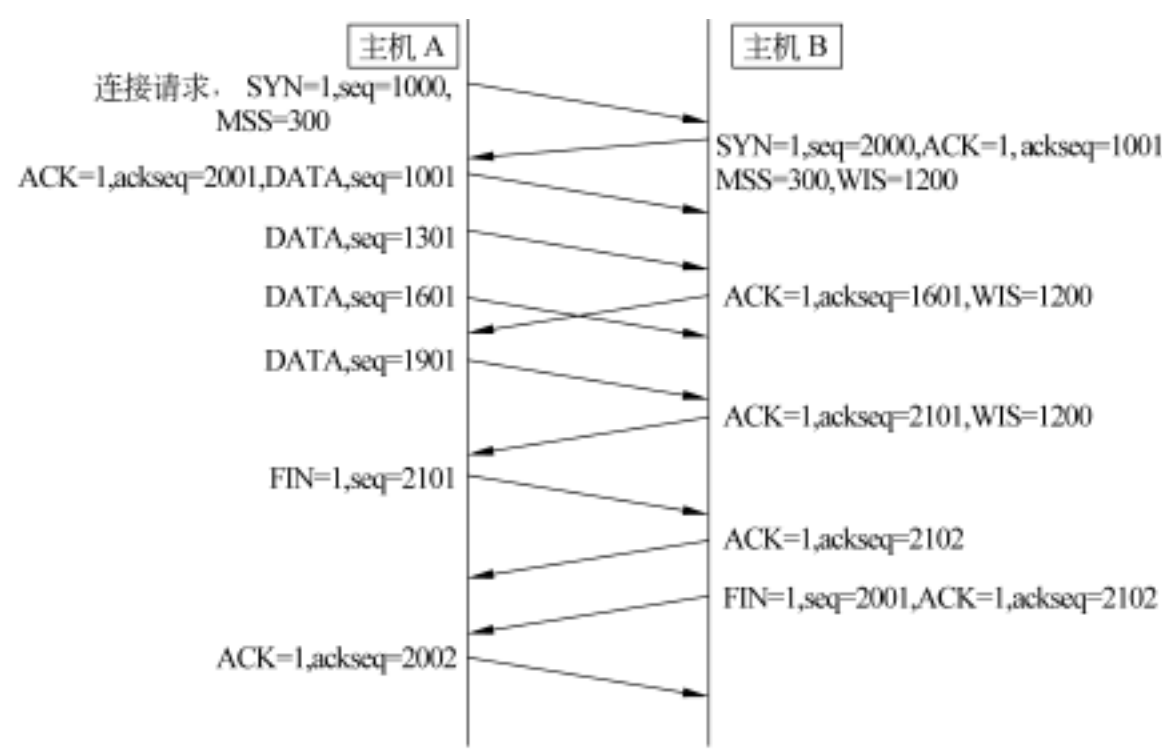 主机 A
主机 B
连接请求， SYN=1,seq=1000,
MSS=300
SYN=1,seq=2000,ACK=1, ackseq=1001
MSS=300,WIS=1200
ACK=1,ackseq=2001,DATA,seq=1001
DATA,seq=1301
DATA,seq=1601
ACK=1,ackseq=1601,WIS=1200
DATA,seq=1901
ACK=1,ackseq=2101,WIS=1200
FIN=1,seq=2101
ACK=1,ackseq=2102
FIN=1,seq=2001,ACK=1,ackseq=2102
ACK=1,ackseq=2002